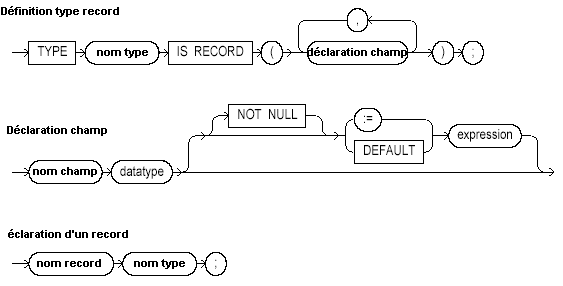 Définition type record
,
TYPE nom type IS RECORD ( déclaration champ ) ;
Déclaration champ
NOT NULL :=
DEFAULT expression
nom champ datatype
éclaration d'un record
nom record nom type ;